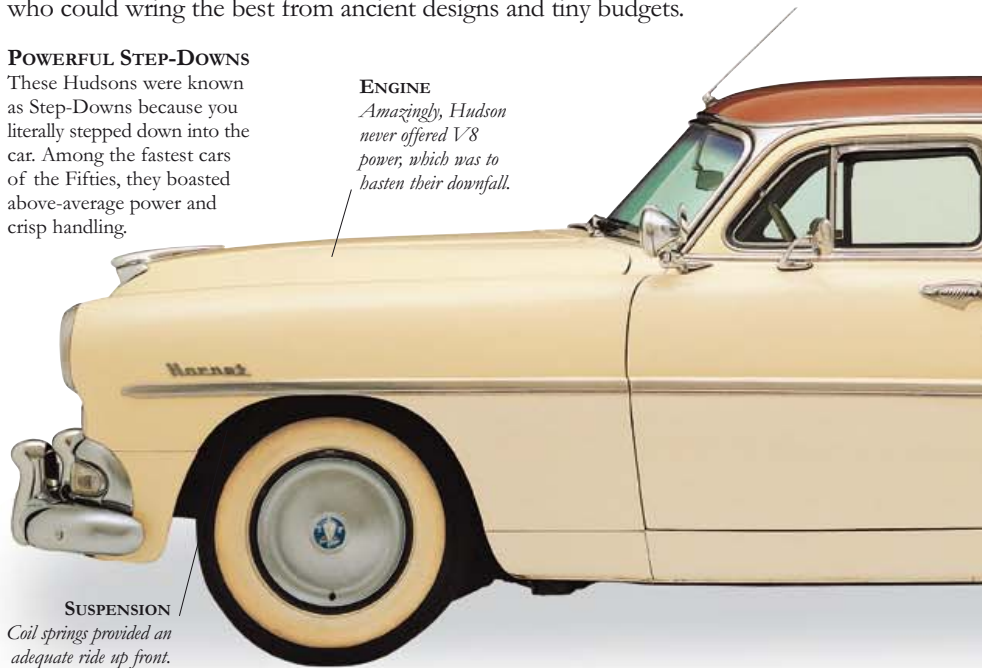 who could wring the best from ancient designs and tiny budgets.
POWERFUL STEP-DOWNS
These Hudsons were known
as Step-Downs because you
literally stepped down into the
car. Among the fastest cars
of the Fifties, they boasted
above-average power and
crisp handling.
ENGINE
Amazingly, Hudson
never offered V8
power, which was to
hasten their downfall.
Hornet
SUSPENSION
Coil springs provided an
adequate ride up front.